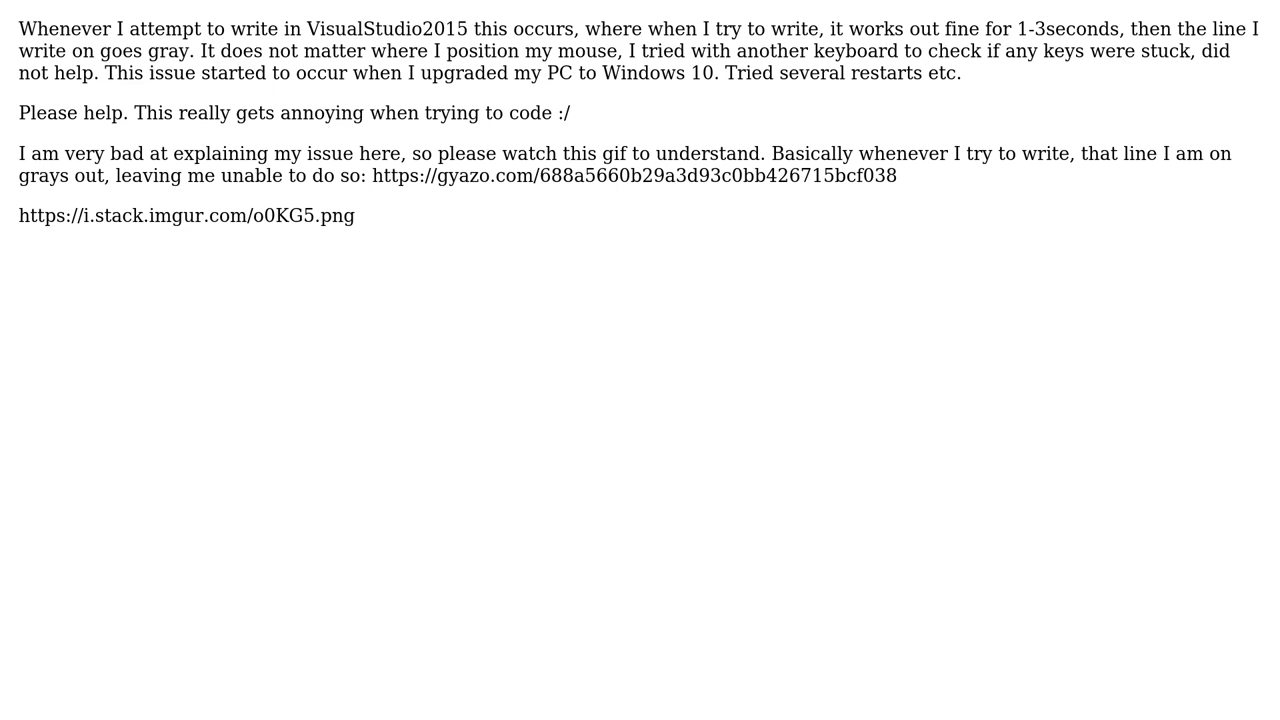 Whenever I attempt to write in VisualStudio2015 this occurs, where when I try to write, it works out fine for 1-3seconds, then the line I
write on goes gray. It does not matter where I position my mouse, I tried with another keyboard to check if any keys were stuck, did
not help. This issue started to occur when I upgraded my PC to Windows 10. Tried several restarts etc.
Please help. This really gets annoying when trying to code :/
I am very bad at explaining my issue here, so please watch this gif to understand. Basically whenever I try to write, that line I am on
grays out, leaving me unable to do so: https://gyazo.com/688a5660b29a3d93c0bb426715bcf038
https://i.stack.imgur.com/o0KG5.png